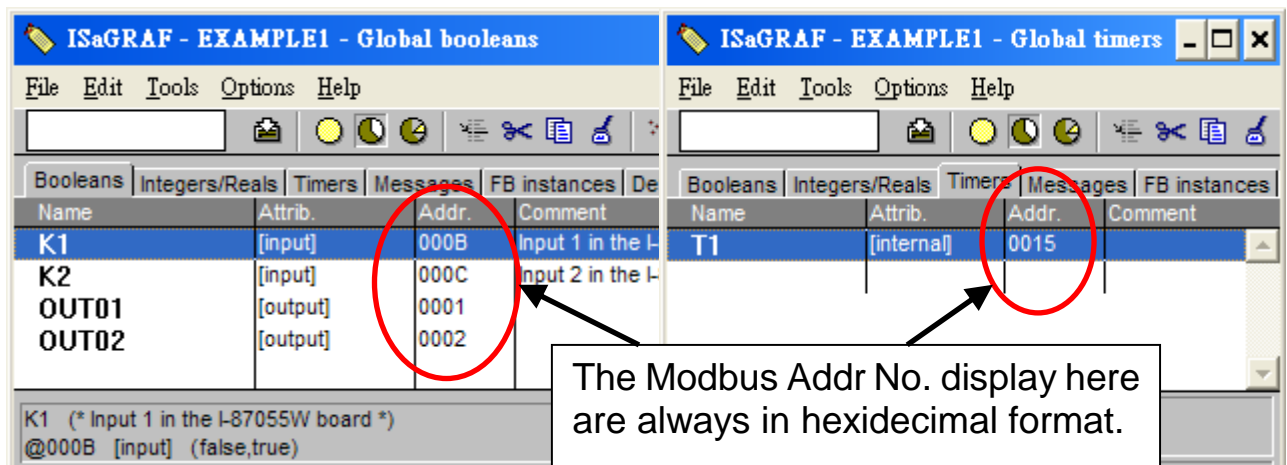 ISaGRAF - EXAMPLE1 - Global booleans
File Edit Tools Options Help
Booleans Integers/Reals Timers Messages FB instances De
Name Attrib. Addr. Comment
K1 [input] 000B Input 1 in the I-
K2 [input] 000C Input 2 in the I-
OUT01 [output] 0001
OUT02 [output] 0002
K1 (* Input 1 in the I-87055W board *)
@000B [input] (false,true)
ISaGRAF - EXAMPLE1 - Global timers
File Edit Tools Options Help
Booleans Integers/Reals Timers Messages FB instances
Name Attrib. Addr. Comment
T1 [internal] 0015
The Modbus Addr No. display here
are always in hexidecimal format.